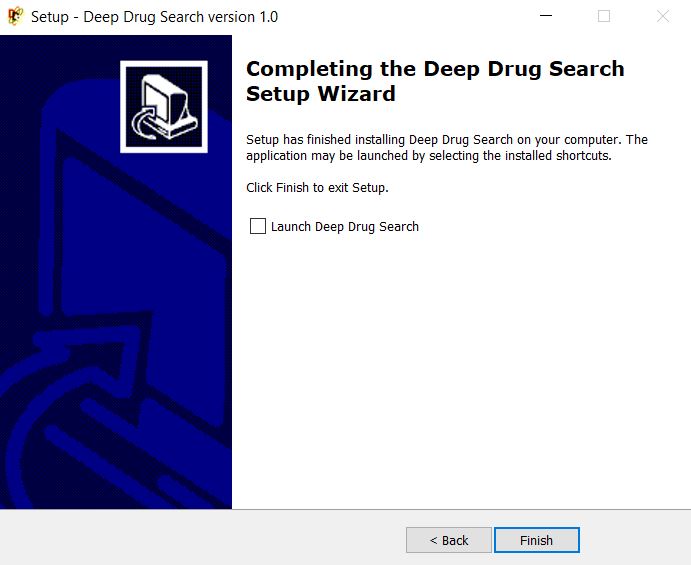 Setup - Deep Drug Search version 1.0
Completing the Deep Drug Search
Setup Wizard
Setup has finished installing Deep Drug Search on your computer. The
application may be launched by selecting the installed shortcuts.
Click Finish to exit Setup.
Launch Deep Drug Search
< Back
Finish